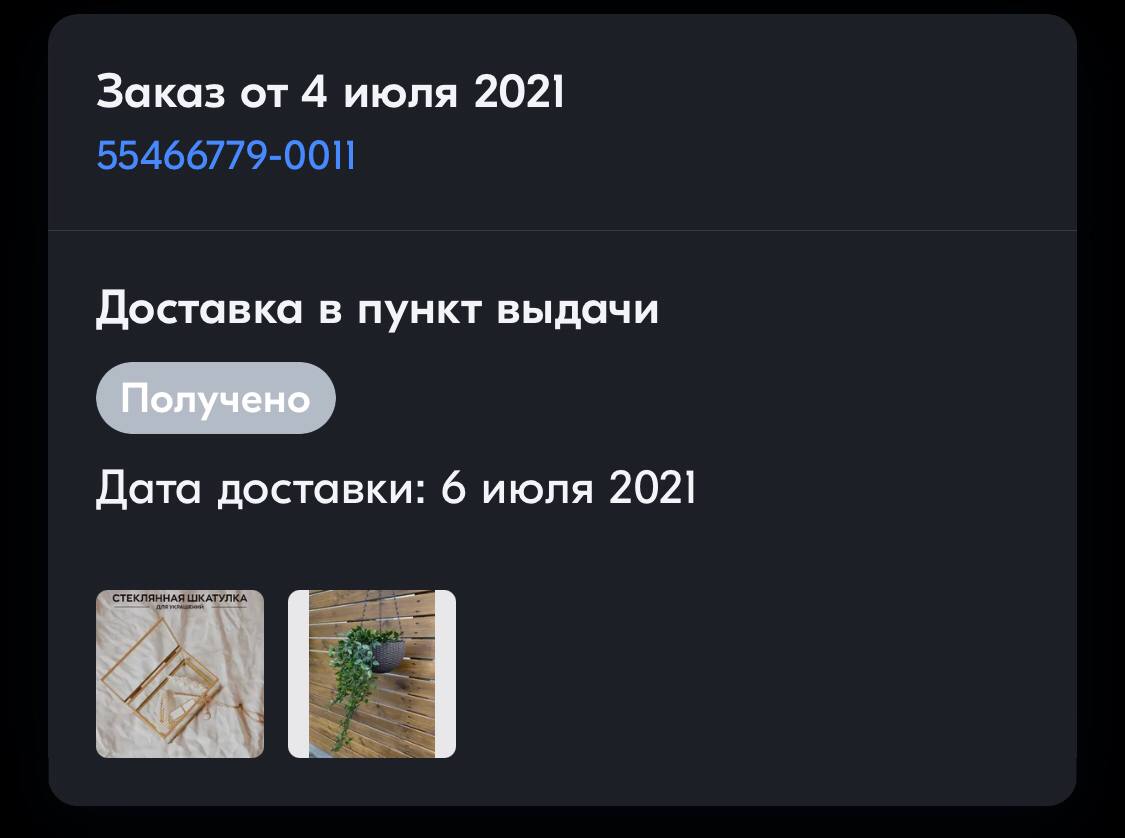 Заказ от 4 июля 2021
55466779-0011
Доставка в пункт выдачи
Получено
Дата доставки: 6 июля 2021
СТЕКЛЯННАЯ ШКАТУЛКА
ДЛЯ УКРАШЕНИЙ